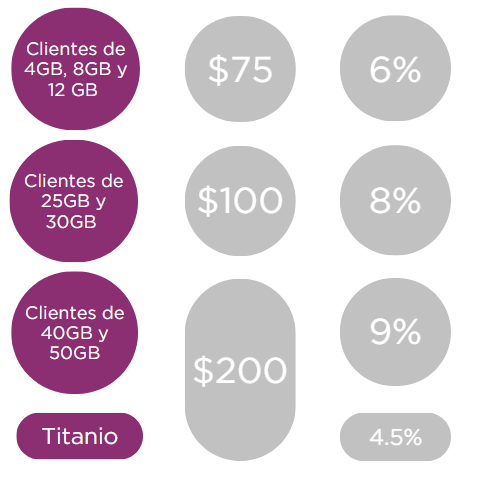 Clientes de
4GB, 8GB y
12 GB
$75
6%
Clientes de
25GB y
30GB
$100
8%
Clientes de
40GB y
50GB
$200
9%
Titanio
4.5%